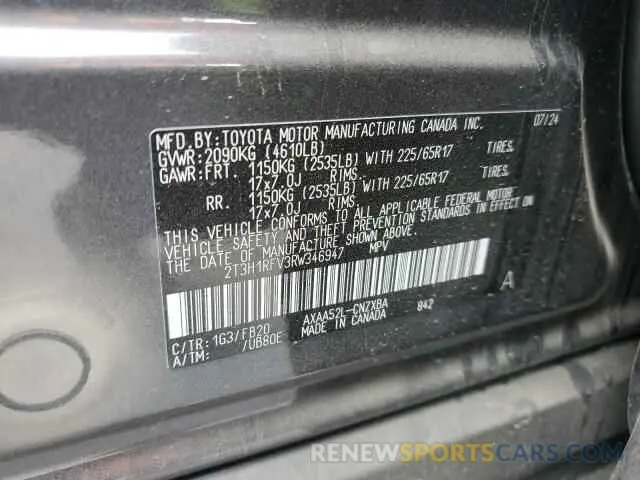 MFD.BY:TOYOTA MOTOR MANUFACTURING CANADA INC. 07/24
GVWR:2090KG (4610LB)
GAWR:FRT. 1150KG (2535LB) WITH 225/65R17 TIRES.
17x7.0J RIMS.
RR. 1150KG (2535LB) WITH 225/65R17 TIRES.
17x7.0J RIMS.
THIS VEHICLE CONFORMS TO ALL APPLICABLE FEDERAL MOTOR
VEHICLE SAFETY AND THEFT PREVENTION STANDARDS IN EFFECT ON
THE DATE OF MANUFACTURE SHOWN ABOVE.
2T3H1RFV3RW346947 MPV
A
C/TR: 1G3/FB20 AXAA52L-CNZXBA 842
A/TM: /UB80E MADE IN CANADA
RENEWSPORTSCARS.COM